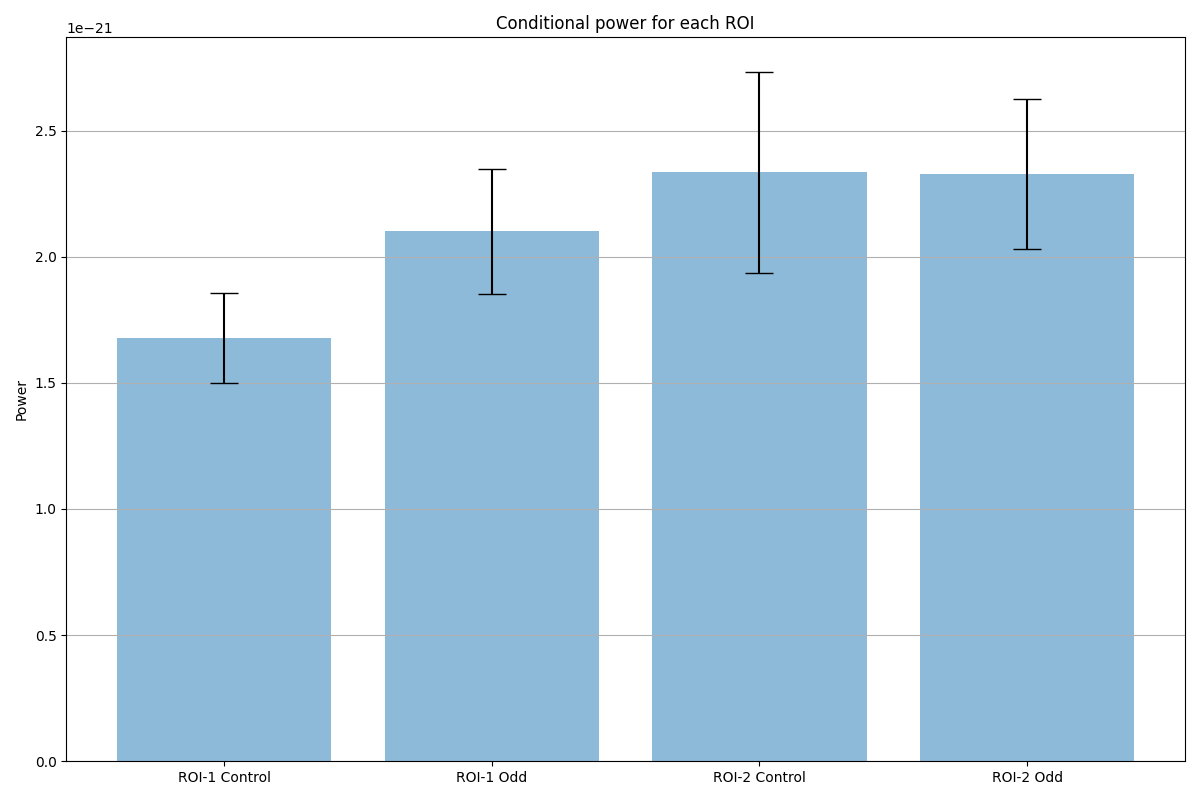 Conditional power for each ROI
1e−21
2.5
2.0
1.5
1.0
0.5
0.0
Power
ROI-1 Control
ROI-1 Odd
ROI-2 Control
ROI-2 Odd